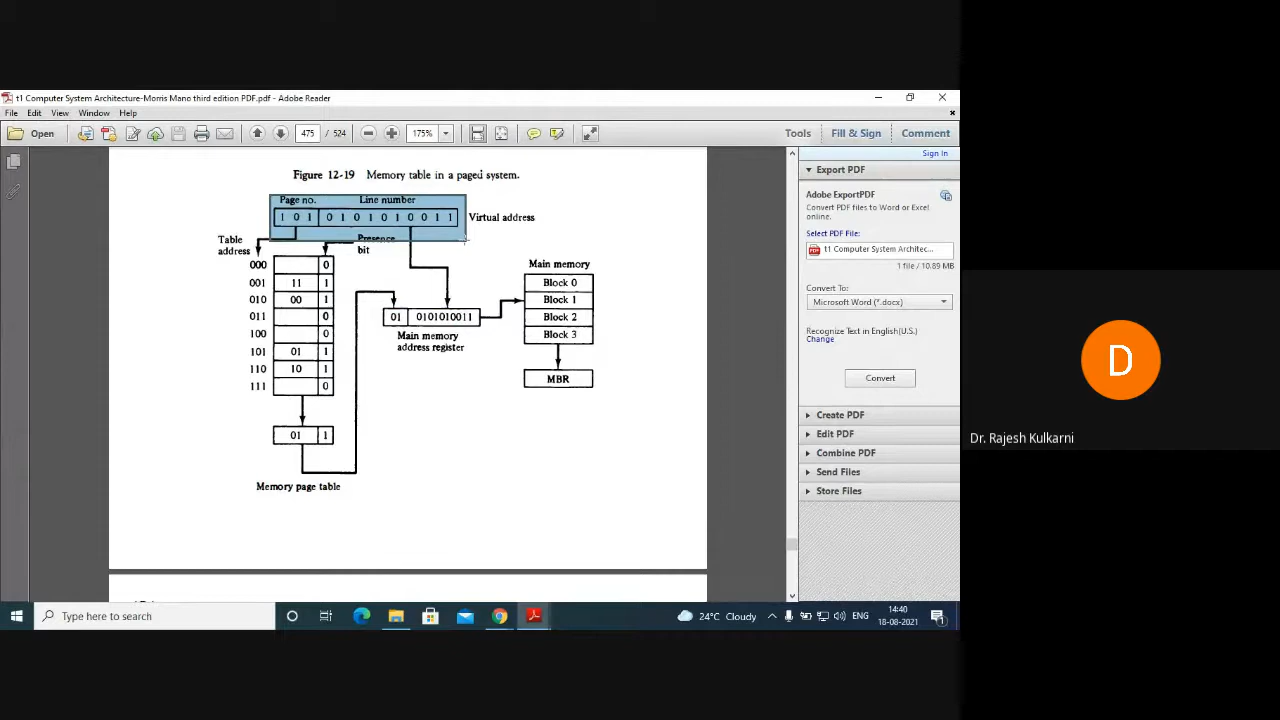 t1 Computer System Architecture-Morris Mano third edition PDF.pdf - Adobe Reader
File Edit View Window Help
Open 475 / 524 175% Tools Fill & Sign Comment
Sign In
Export PDF
Adobe ExportPDF
Convert PDF files to Word or Excel
online.
Select PDF File:
t1 Computer System Architec...
1 file / 10.89 MB
Convert To:
Microsoft Word (*.docx)
Recognize Text in English(U.S.)
Change
Convert
Create PDF
Edit PDF
Combine PDF
Send Files
Store Files
Figure 12-19 Memory table in a paged system.
Page no. Line number
1 0 1 0 1 0 1 0 1 0 0 1 1 Virtual address
Table
address
Presence
bit
000 0
001 11 1
010 00 1
011 0
100 0
101 01 1
110 10 1
111 0
01 1
Memory page table
01 0101010011
Main memory
address register
Main memory
Block 0
Block 1
Block 2
Block 3
MBR
D
Dr. Rajesh Kulkarni
Type here to search
24°C Cloudy
ENG
14:40
18-08-2021
1